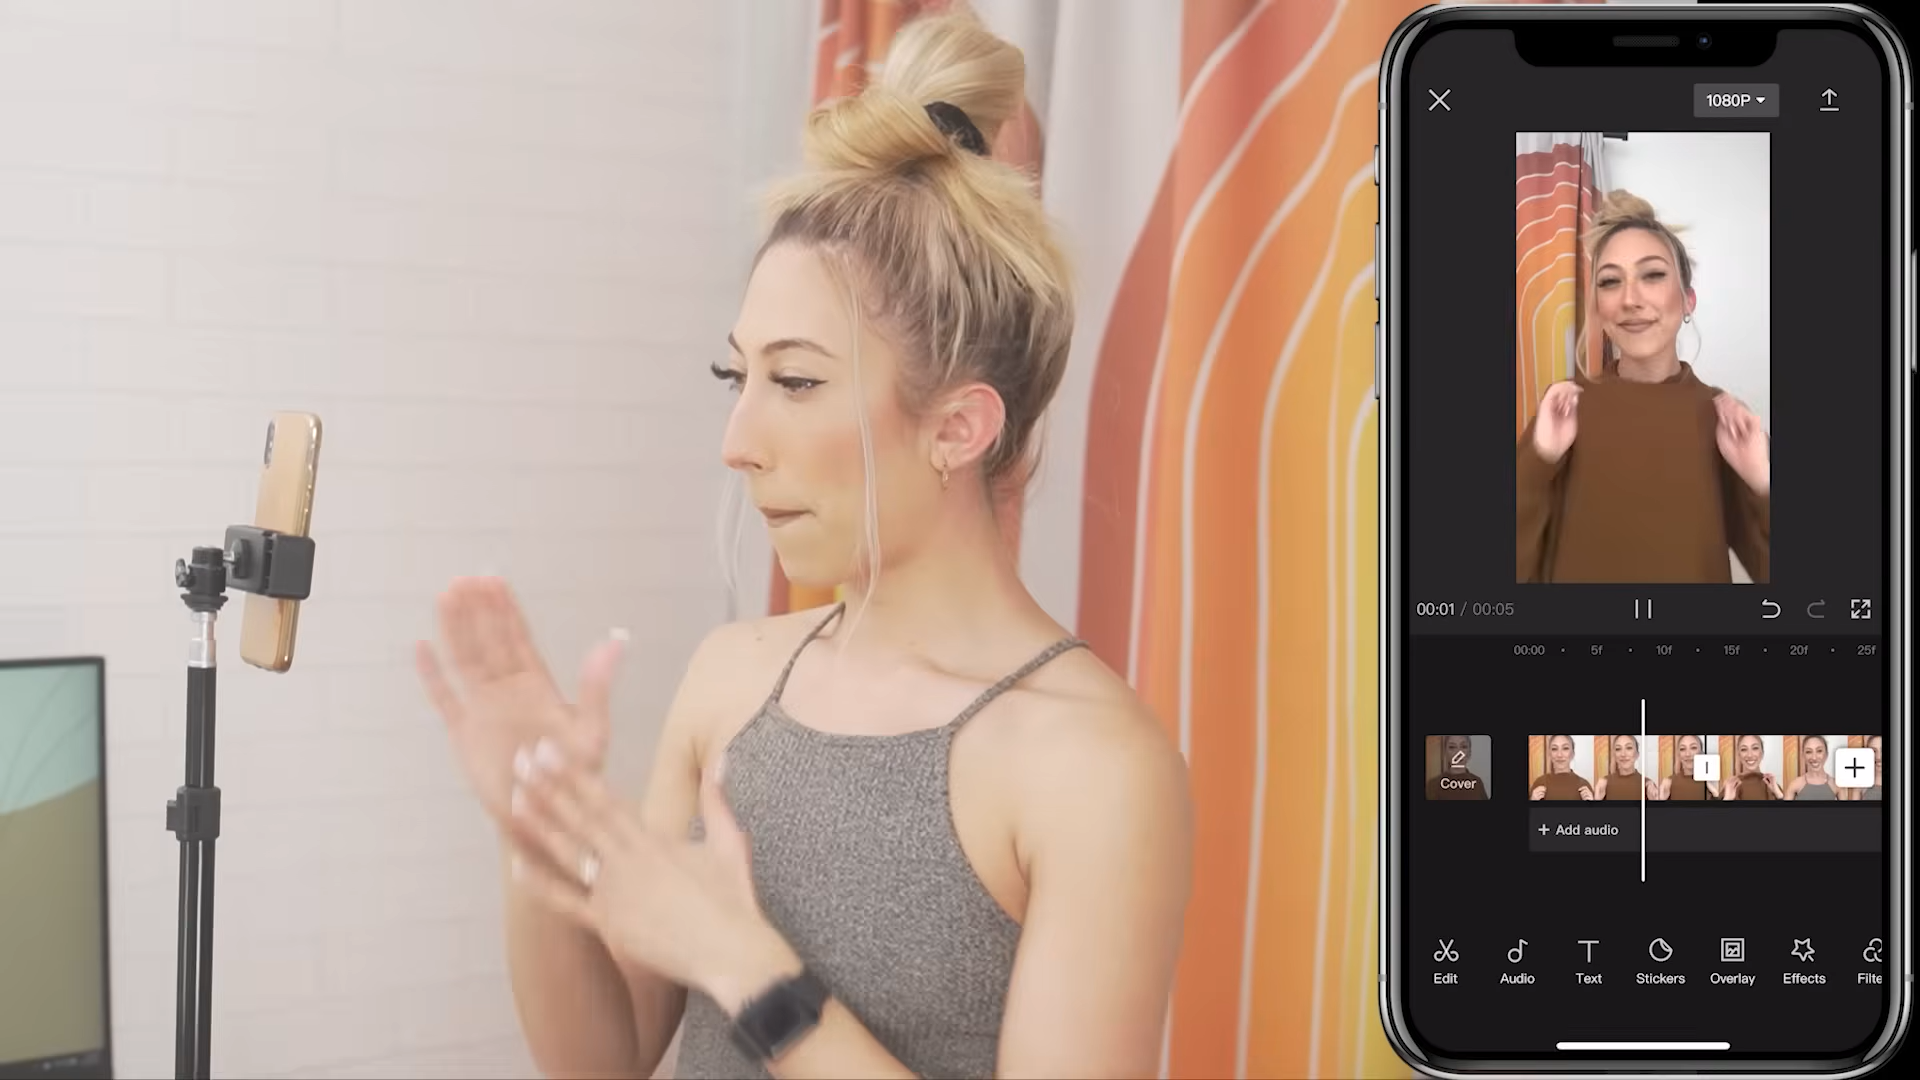 1080P
00:01 / 00:05
00:00 5f 10f 15f 20f 25f
Cover
+ Add audio
Edit Audio Text Stickers Overlay Effects Filte